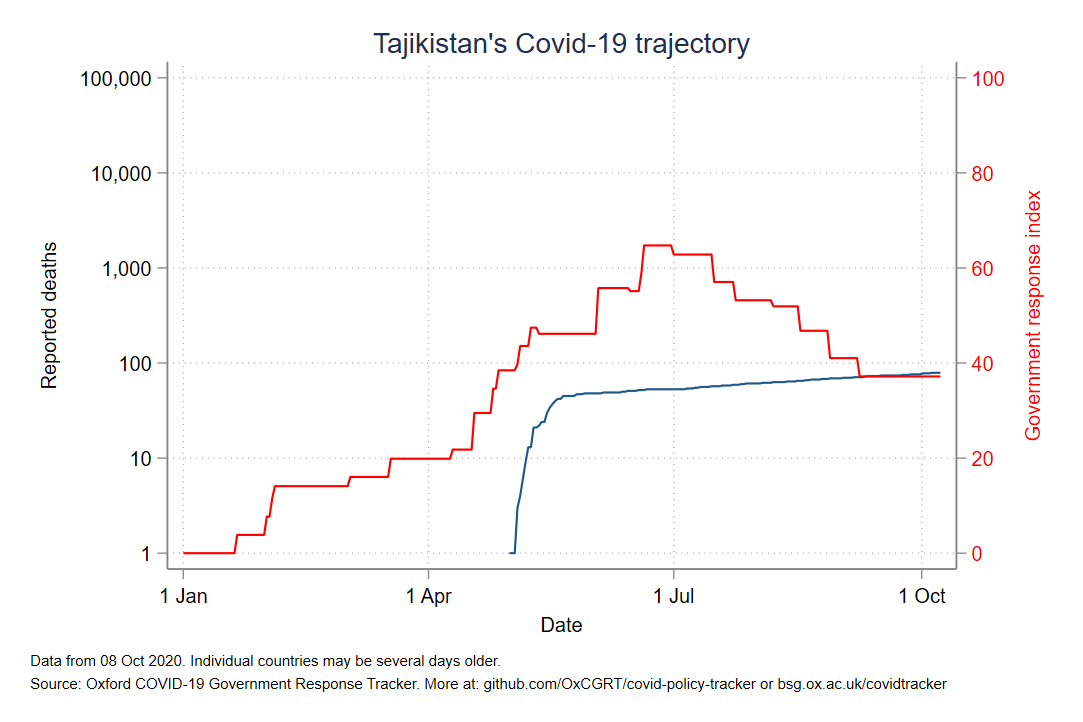 Tajikistan's Covid-19 trajectory
100,000
10,000
1,000
100
10
1
Reported deaths
100
80
60
40
20
0
Government response index
1 Jan
1 Apr
1 Jul
1 Oct
Date
Data from 08 Oct 2020. Individual countries may be several days older.
Source: Oxford COVID-19 Government Response Tracker. More at: github.com/OxCGRT/covid-policy-tracker or bsg.ox.ac.uk/covidtracker